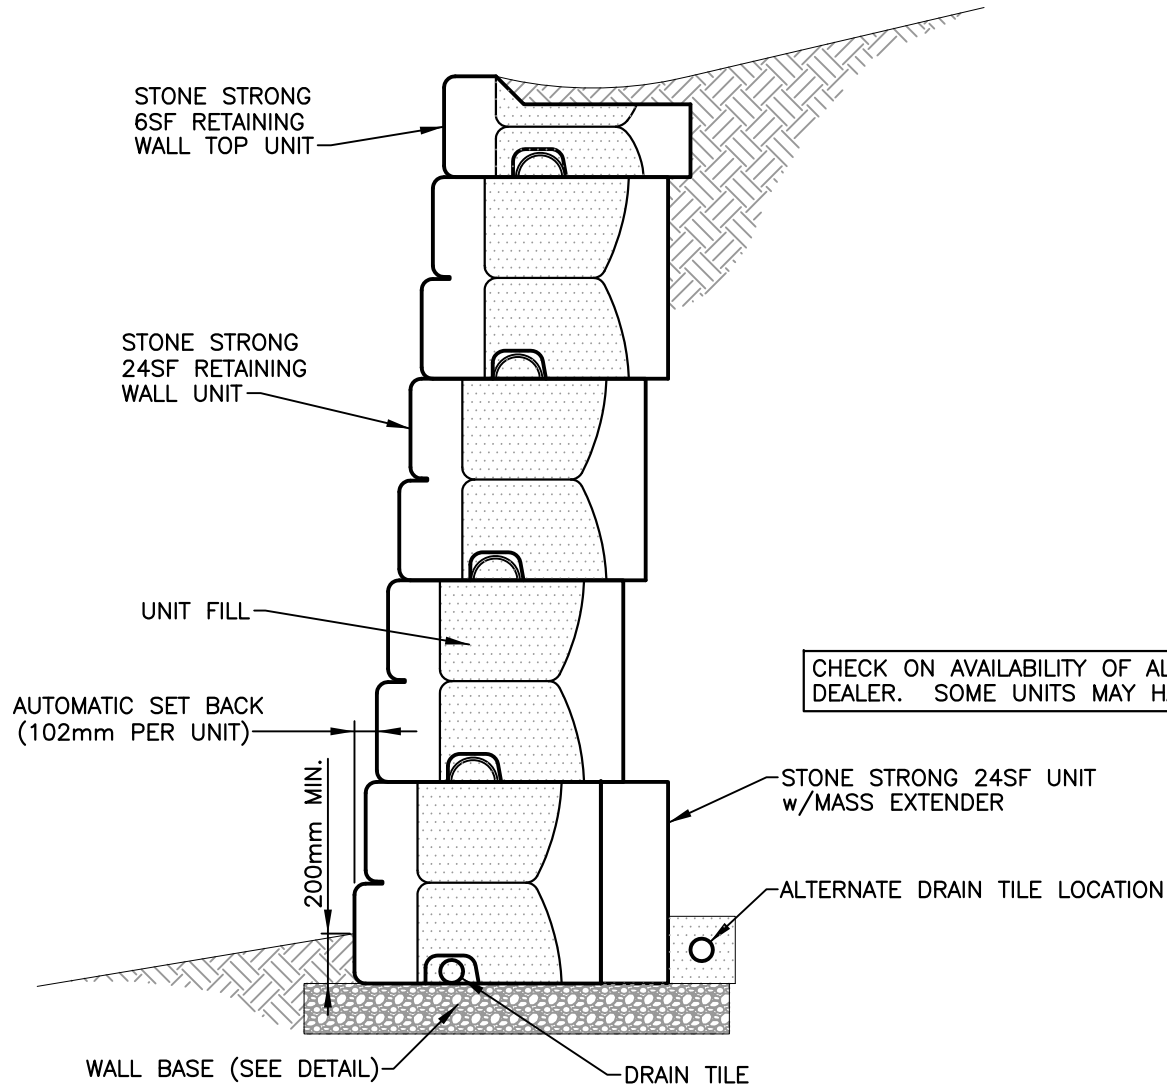 STONE STRONG
6SF RETAINING
WALL TOP UNIT
STONE STRONG
24SF RETAINING
WALL UNIT
UNIT FILL
CHECK ON AVAILABILITY OF
DEALER. SOME UNITS MAY
AUTOMATIC SET BACK
(102mm PER UNIT)
200mm MIN.
STONE STRONG 24SF UNIT
w/MASS EXTENDER
ALTERNATE DRAIN TILE LOCATION
WALL BASE (SEE DETAIL)
DRAIN TILE